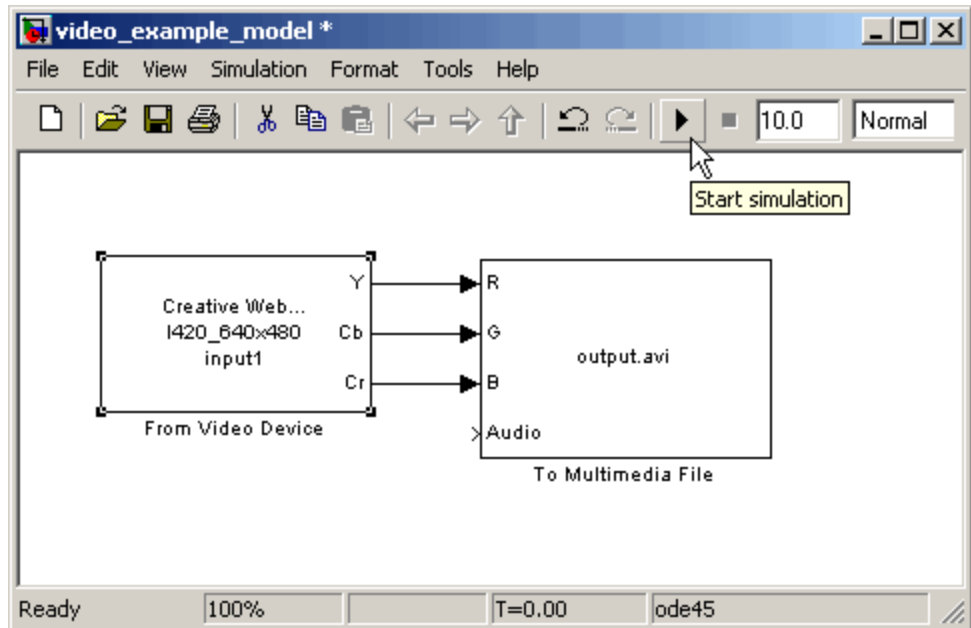 video_example_model *
File Edit View Simulation Format Tools Help
10.0 Normal
Start simulation
Creative Web...
I420_640x480
input1
Y
Cb
Cr
From Video Device
R
G
B
Audio
output.avi
To Multimedia File
Ready 100% T=0.00 ode45